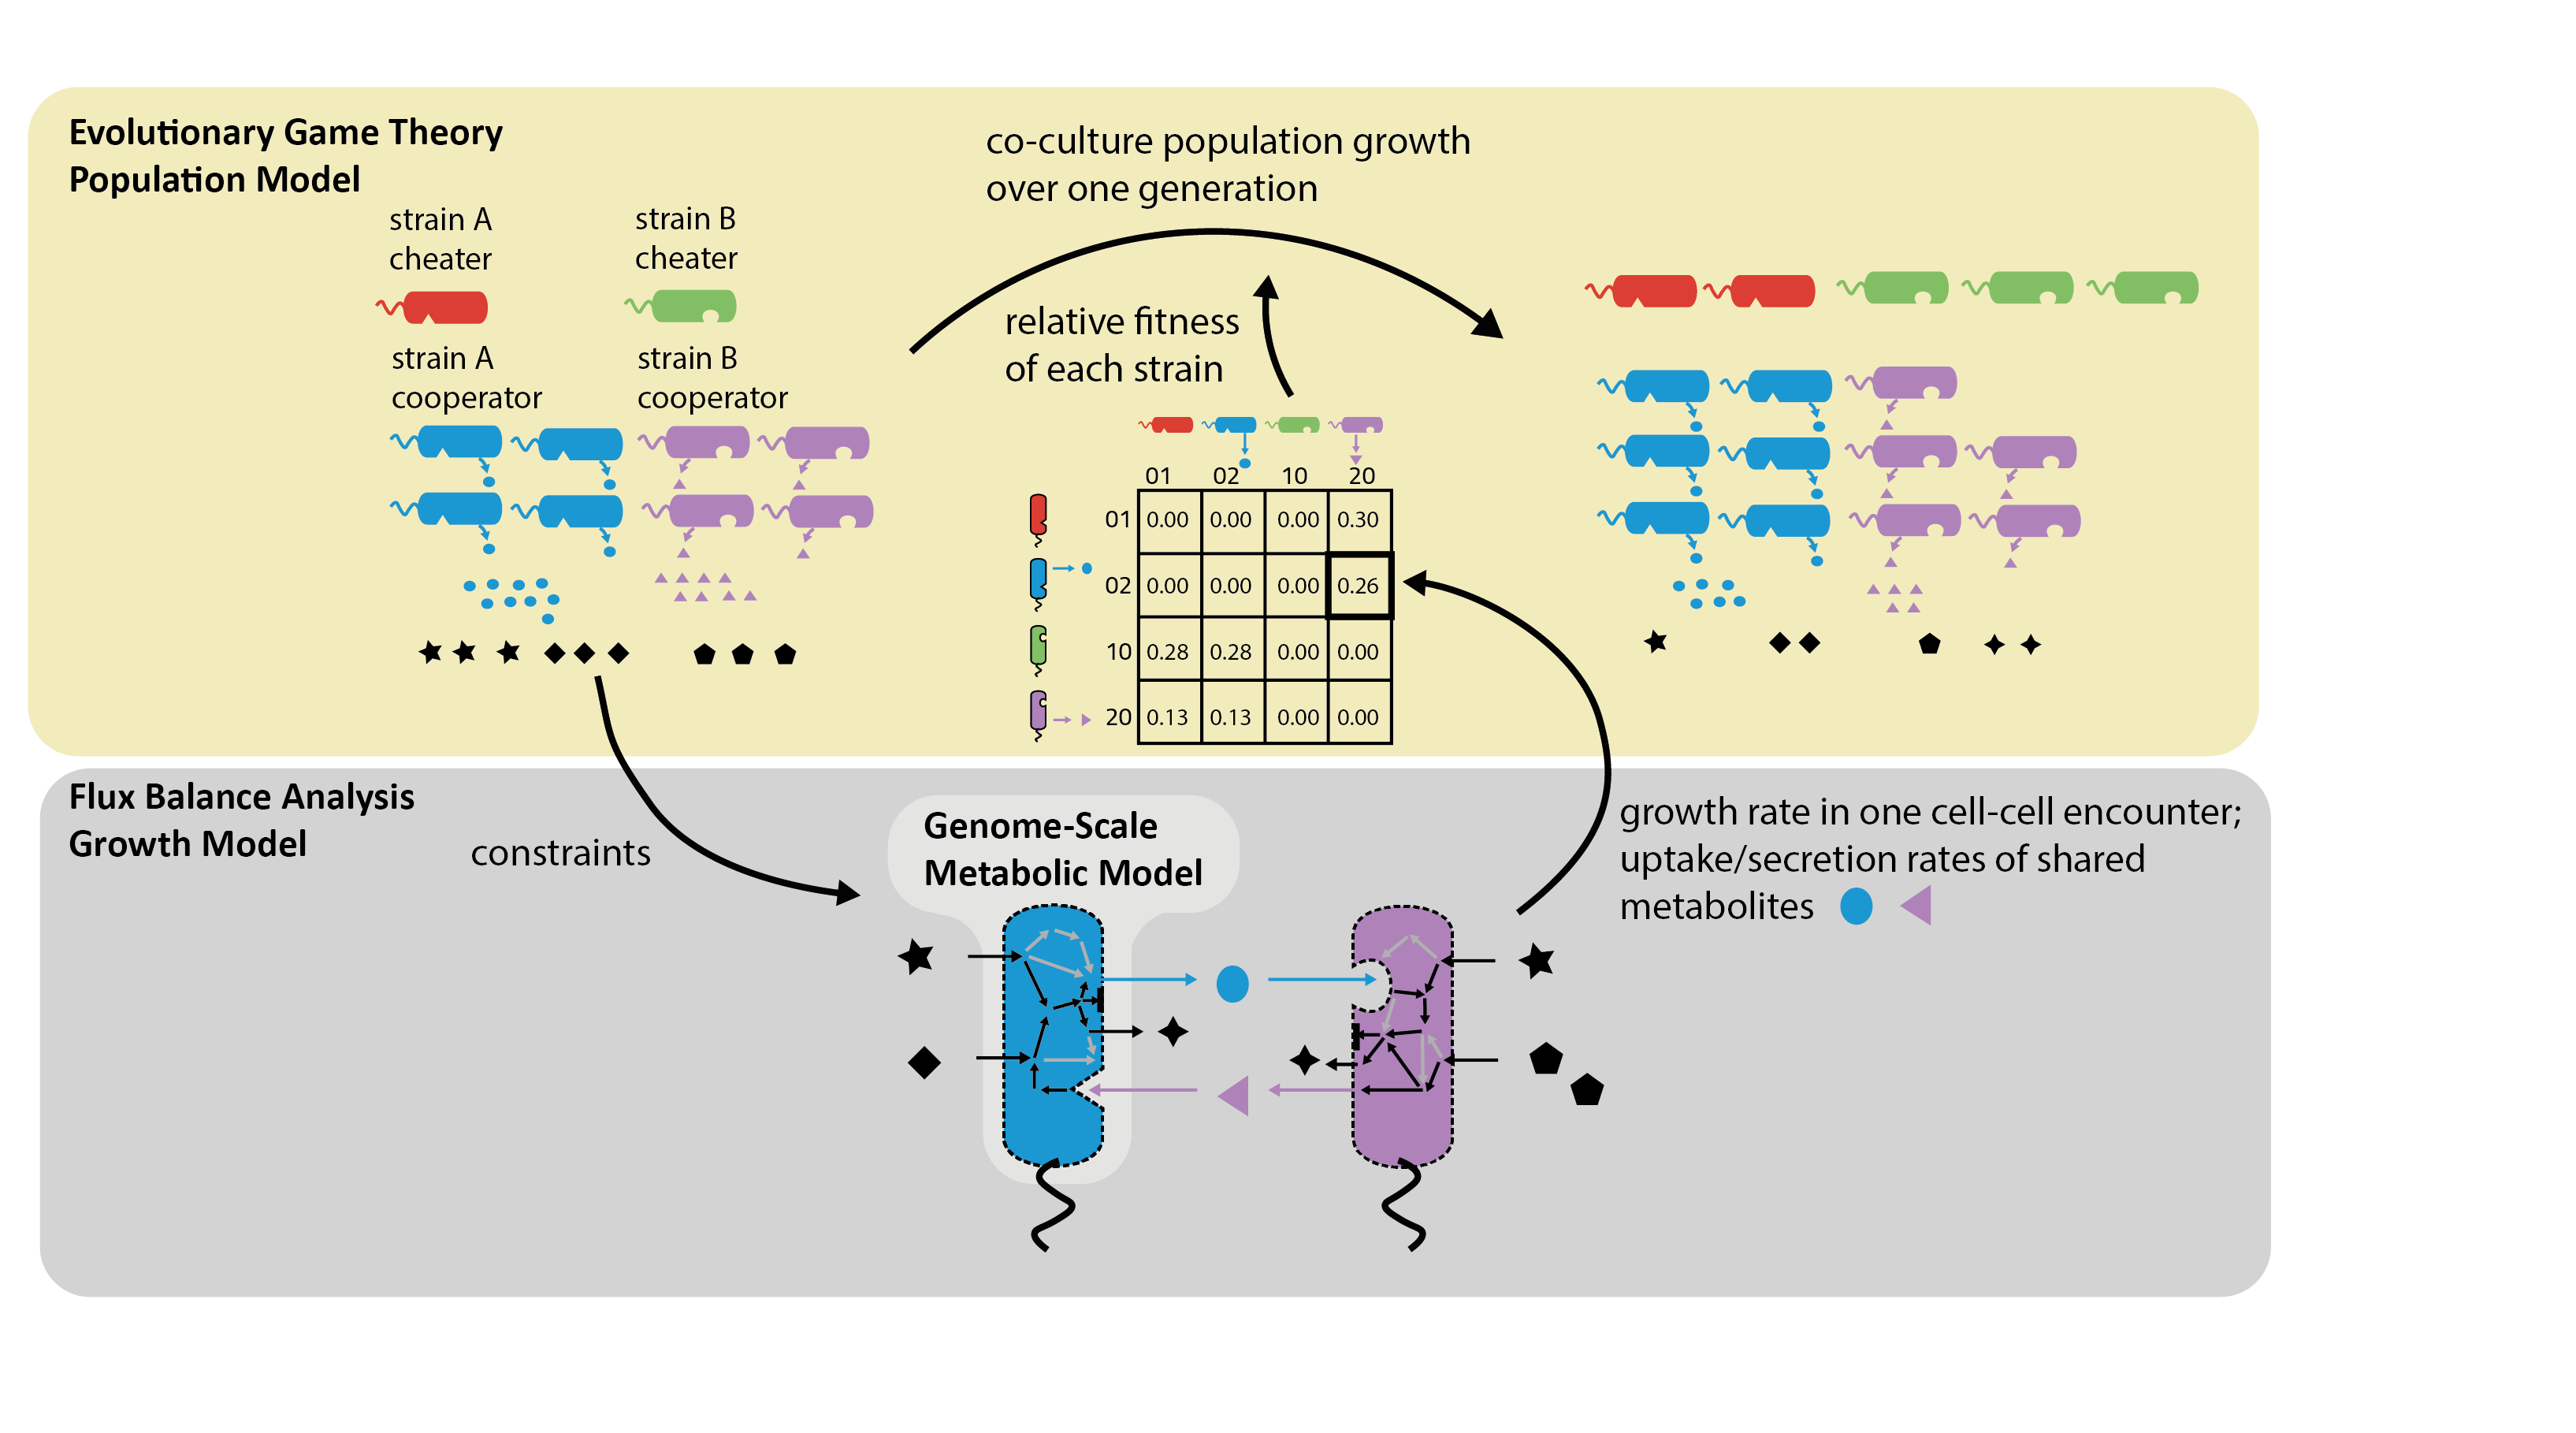 Evolutionary Game Theory
Population Model
strain A
cheater
strain B
cheater
strain A
cooperator
strain B
cooperator
co-culture population growth
over one generation
relative fitness
of each strain
01 02 10 20
01 0.00 0.00 0.00 0.30
02 0.00 0.00 0.00 0.26
10 0.28 0.28 0.00 0.00
20 0.13 0.13 0.00 0.00
Flux Balance Analysis
Growth Model
constraints
Genome-Scale
Metabolic Model
growth rate in one cell-cell encounter;
uptake/secretion rates of shared
metabolites